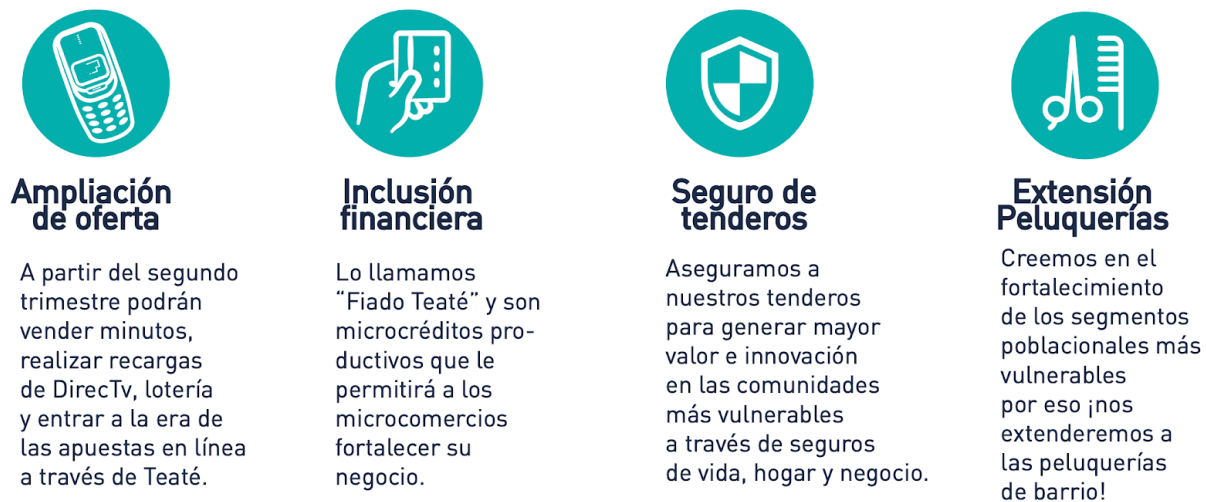 Ampliación
de oferta
A partir del segundo
trimestre podrán
vender minutos,
realizar recargas
de DirecTv, lotería
y entrar a la era de
las apuestas en línea
a través de Teaté.
Inclusión
financiera
Lo llamamos
“Fiado Teaté” y son
microcréditos pro-
ductivos que le
permitirá a los
microcomercios
fortalecer su
negocio.
Seguro de
tenderos
Aseguramos a
nuestros tenderos
para generar mayor
valor e innovación
en las comunidades
más vulnerables
a través de seguros
de vida, hogar y negocio.
Extensión
Peluquerías
Creemos en el
fortalecimiento
de los segmentos
poblacionales más
vulnerables
por eso ¡nos
extenderemos a
las peluquerías
de barrio!